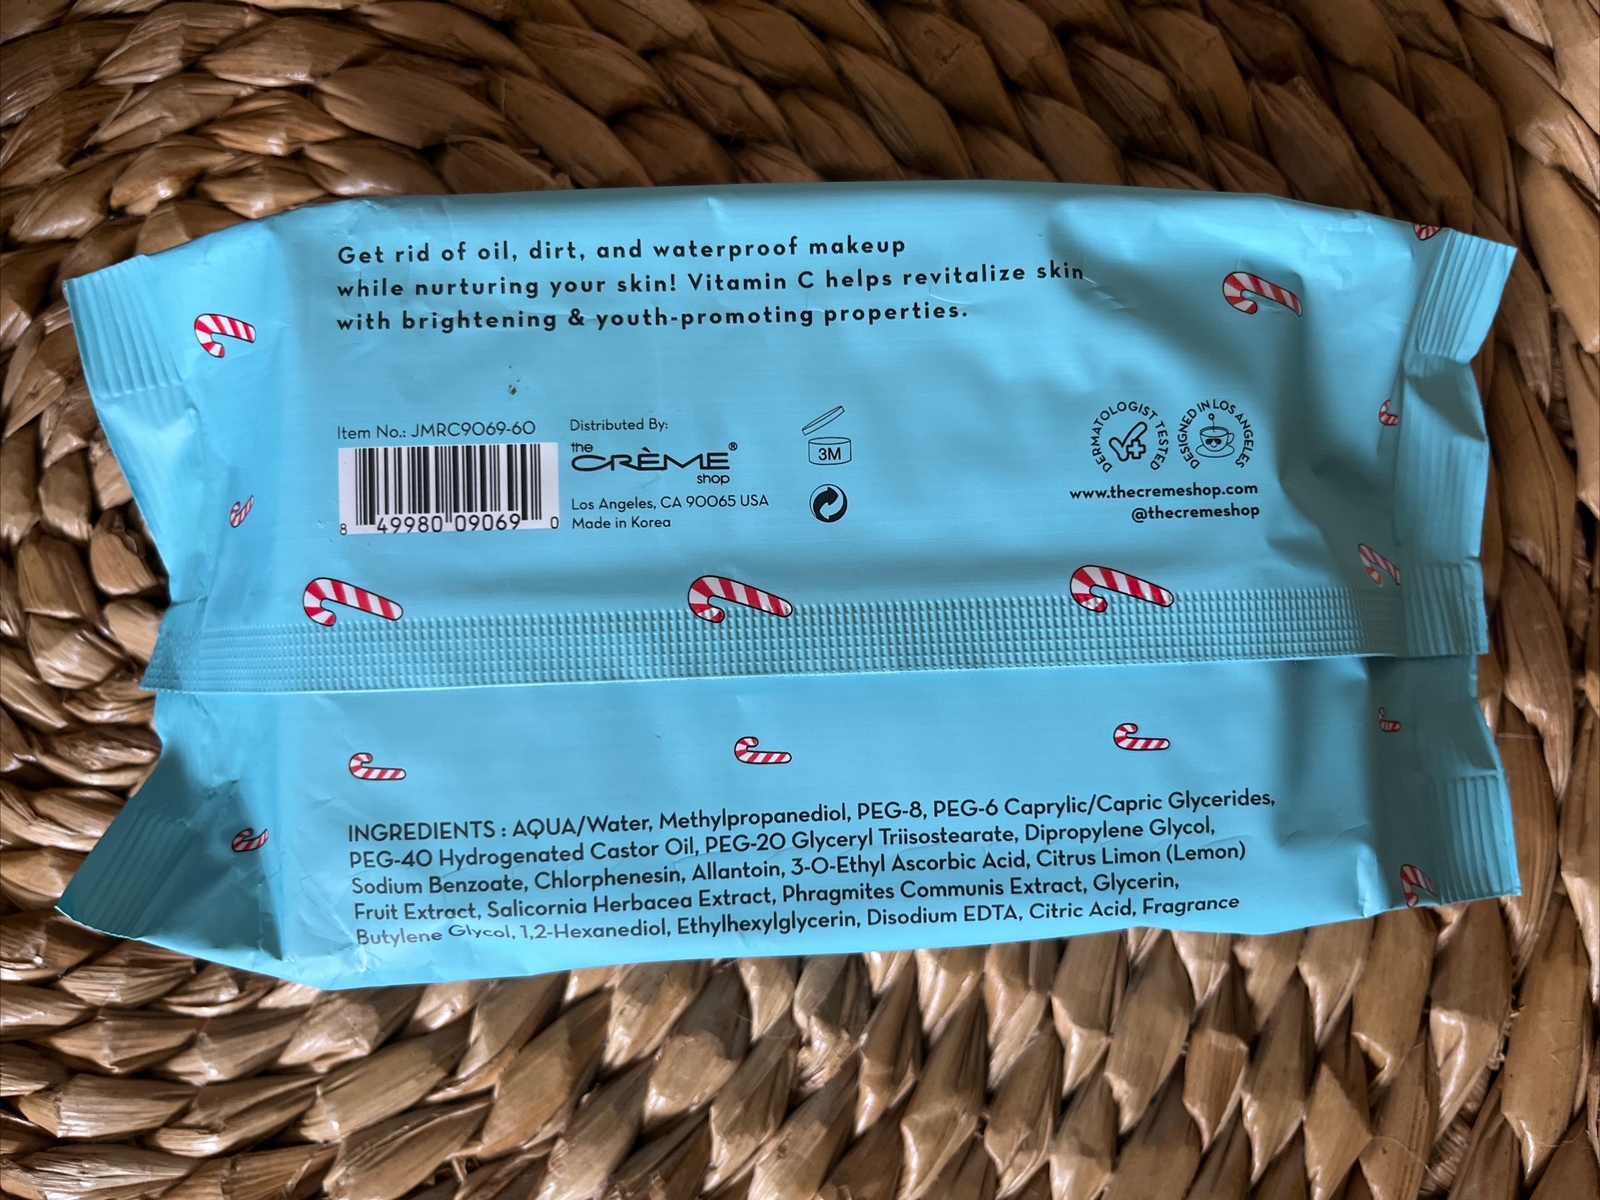 Get rid of oil, dirt, and waterproof makeup
while nurturing your skin! Vitamin C helps revitalize skin
with brightening & youth-promoting properties.
Item No.: JMRC9069-60
8 49980 09069 0
Distributed By:
the
CRÈME®
shop
Los Angeles, CA 90065 USA
Made in Korea
3M
DERMATOLOGIST TESTED
DESIGNED IN LOS ANGELES
www.thecremeshop.com
@thecremeshop
INGREDIENTS : AQUA/Water, Methylpropanediol, PEG-8, PEG-6 Caprylic/Capric Glycerides,
PEG-40 Hydrogenated Castor Oil, PEG-20 Glyceryl Triisostearate, Dipropylene Glycol,
Sodium Benzoate, Chlorphenesin, Allantoin, 3-O-Ethyl Ascorbic Acid, Citrus Limon (Lemon)
Fruit Extract, Salicornia Herbacea Extract, Phragmites Communis Extract, Glycerin,
Butylene Glycol, 1,2-Hexanediol, Ethylhexylglycerin, Disodium EDTA, Citric Acid, Fragrance